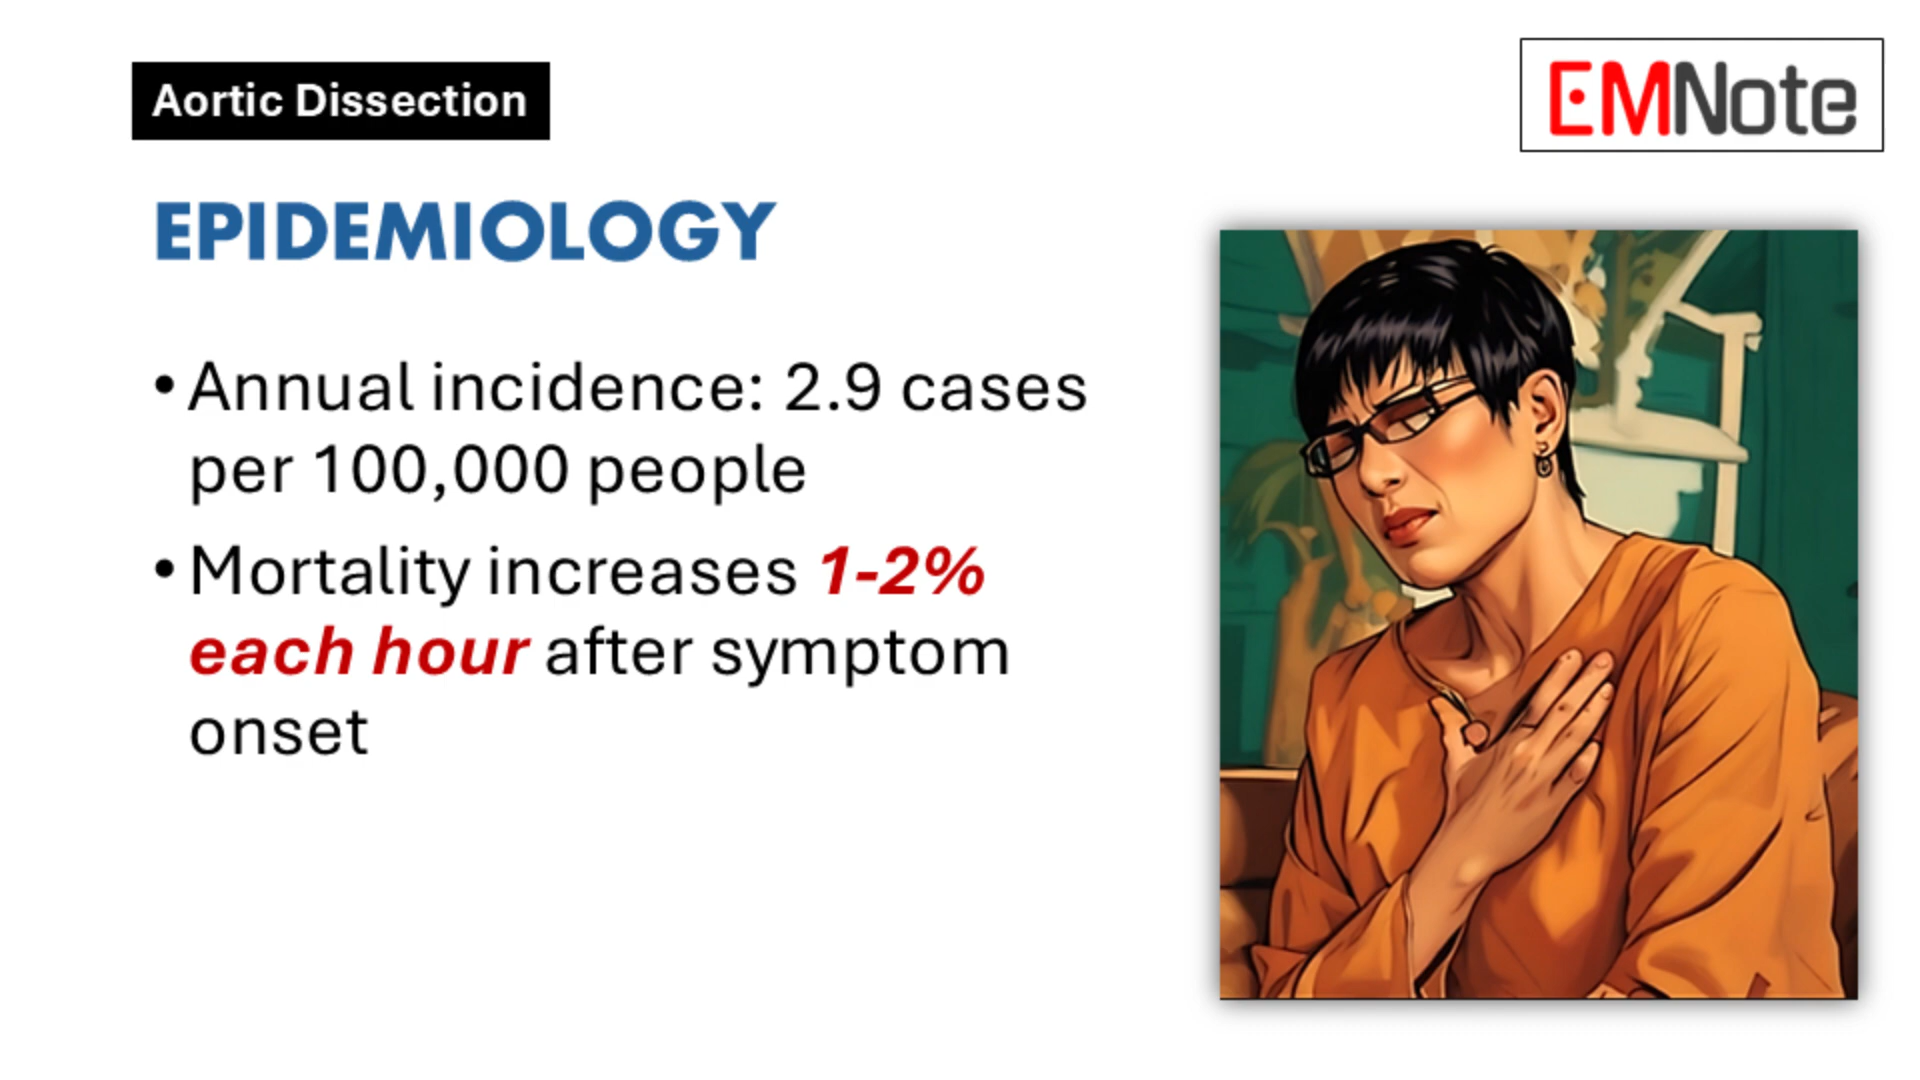 Aortic Dissection
EMNote
EPIDEMIOLOGY
• Annual incidence: 2.9 cases
per 100,000 people
• Mortality increases 1-2%
each hour after symptom
onset